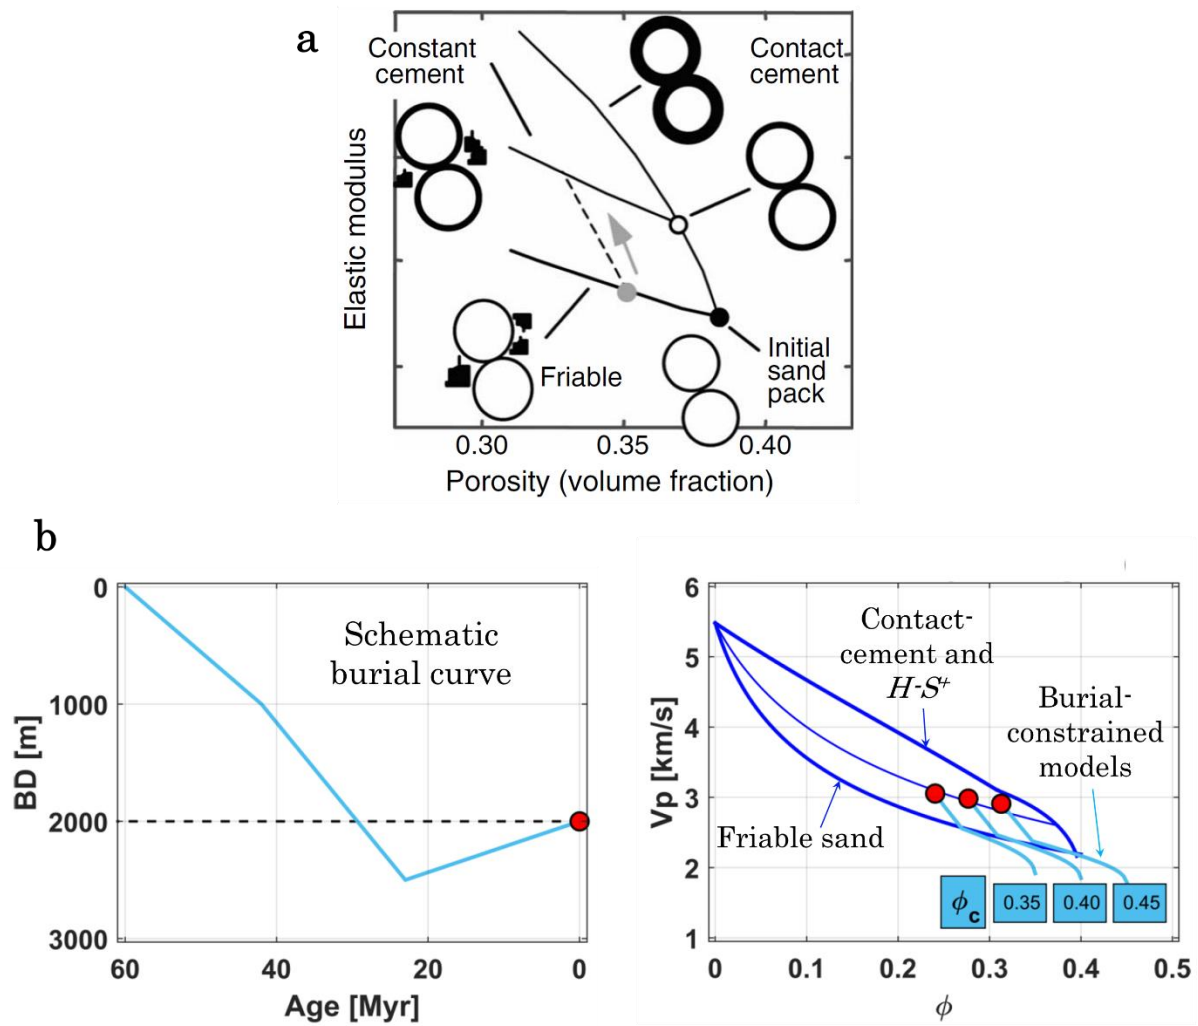 a
Constant
cement
Contact
cement
Elastic modulus
Initial
sand
pack
Friable
0.30
0.35
0.40
Porosity (volume fraction)
b
0
1000
2000
3000
BD [m]
Schematic
burial curve
60
40
20
0
Age [Myr]
6
5
4
3
2
1
Vp [km/s]
Contact-
cement and
H-S+
Burial-
constrained
models
Friable sand
ϕc
0.35
0.40
0.45
0
0.1
0.2
0.3
0.4
0.5
ϕ